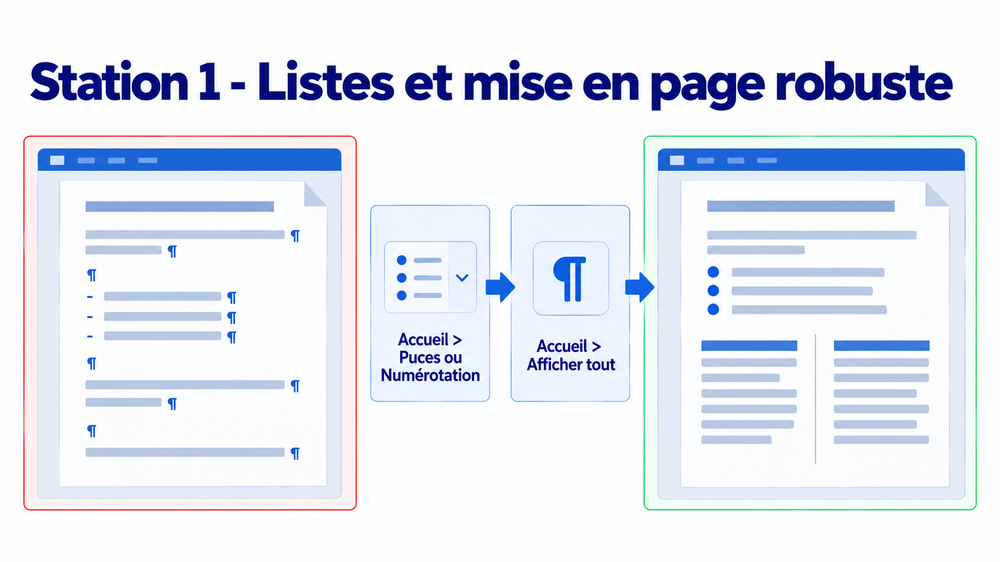 Station 1 - Listes et mise en page robuste
¶
¶
¶
- ¶
- ¶
- ¶
¶
¶
¶
¶
¶
Accueil >
Puces ou
Numérotation
¶
Accueil >
Afficher tout